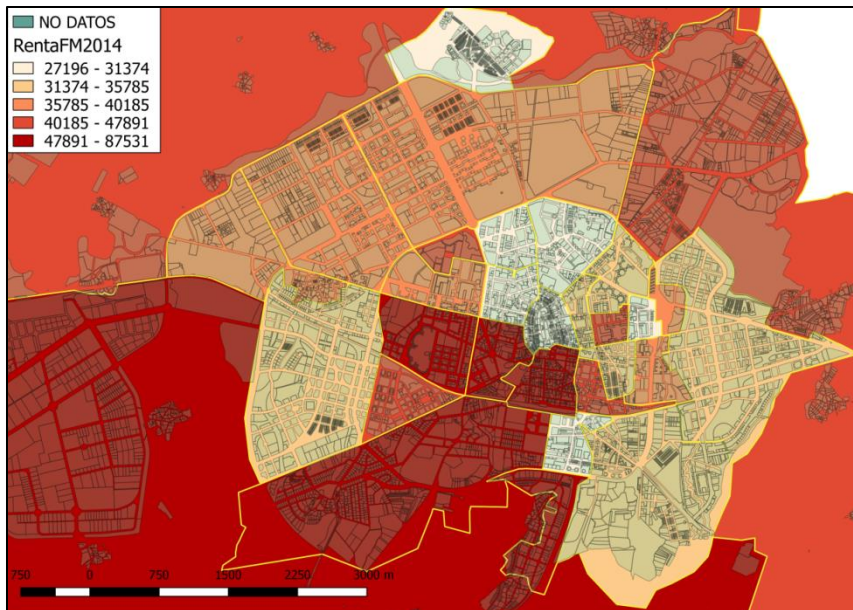 NO DATOS
RentaFM2014
27196 - 31374
31374 - 35785
35785 - 40185
40185 - 47891
47891 - 87531
750 0 750 1500 2250 3000 m